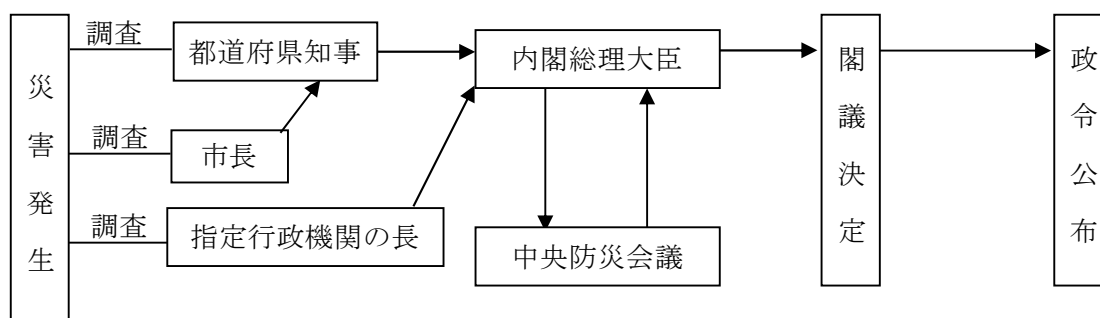 災害発生
調査
都道府県知事
調査
市長
調査
指定行政機関の長
内閣総理大臣
中央防災会議
閣議決定
政令公布